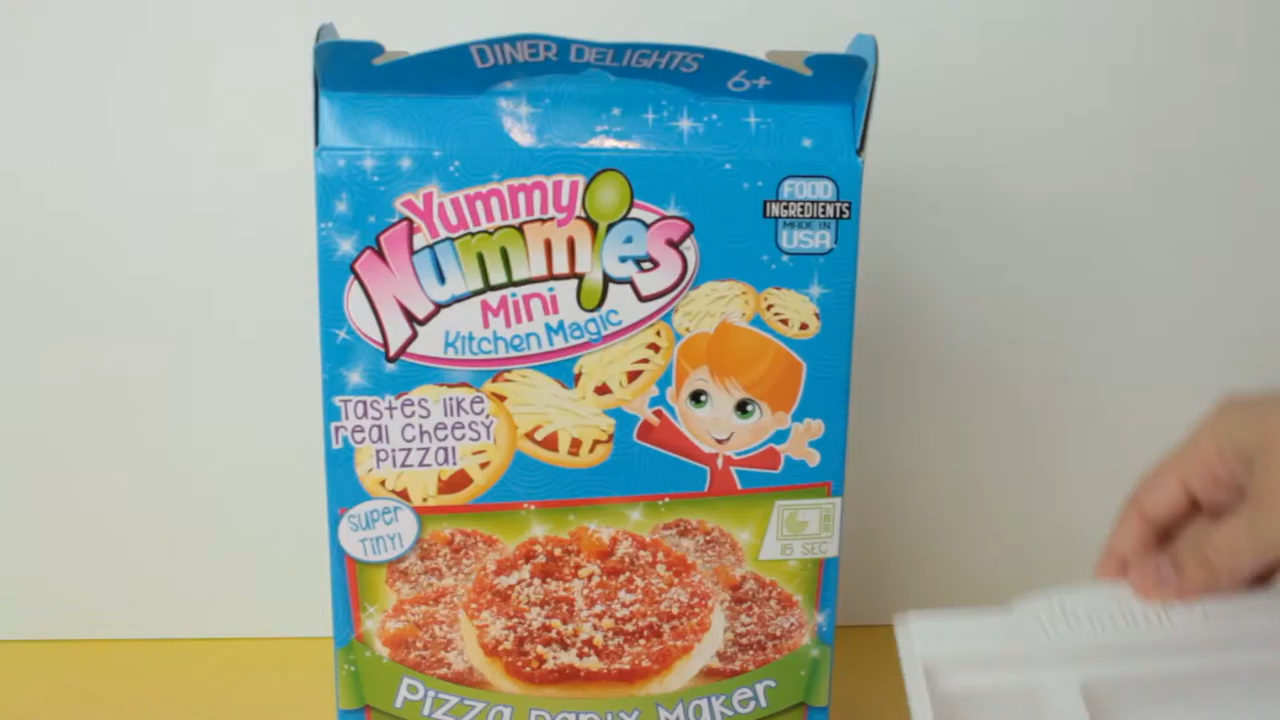 DINER DELIGHTS
6+
Yummy
Nummies
Mini
Kitchen Magic
FOOD
INGREDIENTS
MADE IN
USA
Tastes like
real cheesy
pizza!
Super
Tiny!
15 SEC
Pizza Party Maker